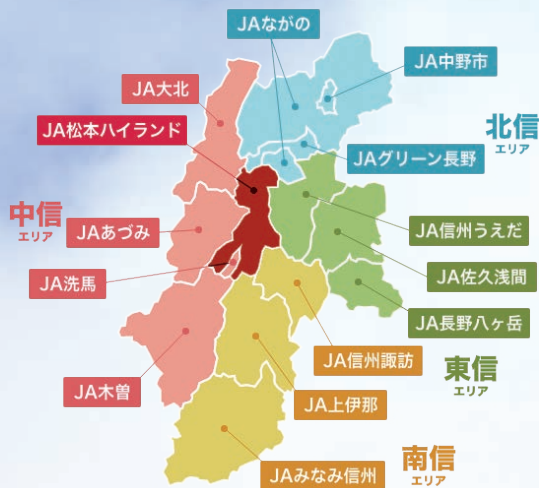 JAながの
JA中野市
JA大北
JA松本ハイランド
北信
エリア
JAグリーン長野
中信
エリア
JAあづみ
JA信州うえだ
JA洗馬
JA佐久浅間
JA長野八ヶ岳
JA信州諏訪
東信
エリア
JA木曽
JA上伊那
南信
エリア
JAみなみ信州